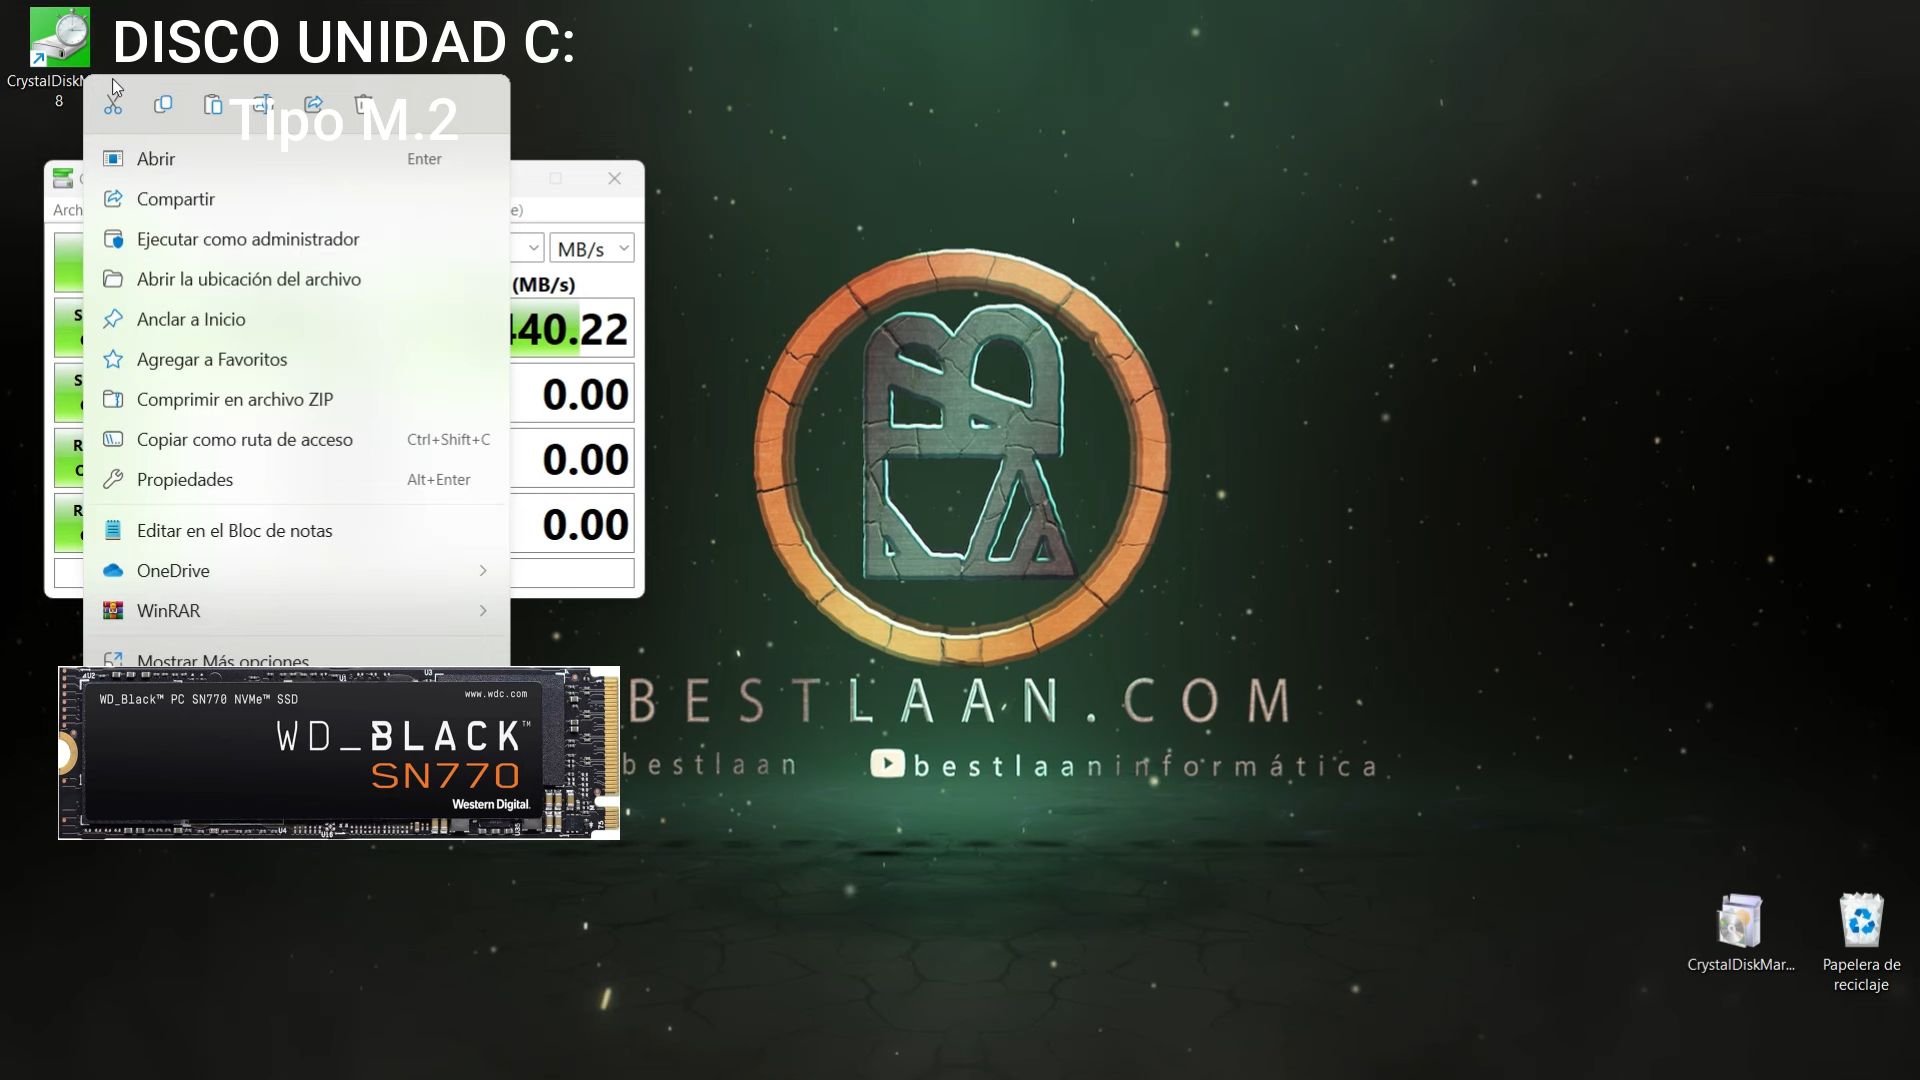 DISCO UNIDAD C:
CrystalDiskM
8
Tipo M.2
Abrir Enter
Compartir
Arch
e)
Ejecutar como administrador
MB/s
Abrir la ubicación del archivo
(MB/s)
Anclar a Inicio
440.22
Agregar a Favoritos
0.00
Comprimir en archivo ZIP
Copiar como ruta de acceso Ctrl+Shift+C
0.00
Propiedades Alt+Enter
Editar en el Bloc de notas
0.00
OneDrive
WinRAR
Mostrar Más opciones
WD_Black™ PC SN770 NVMe™ SSD
www.wdc.com
WD_BLACK™
SN770
Western Digital.
BESTLAAN.COM
bestlaan
bestlaaninformática
CrystalDiskMar...
Papelera de
reciclaje